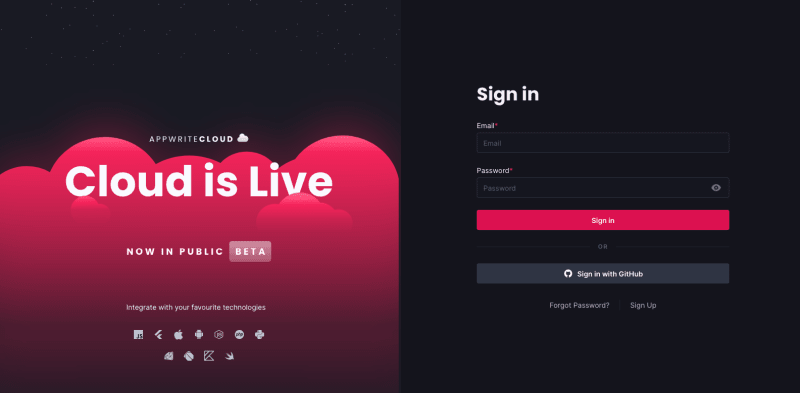 APPWRITECLOUD
Cloud is Live
NOW IN PUBLIC BETA
Integrate with your favourite technologies
JS
php
Sign in
Email*
Email
Password*
Password
Sign in
OR
Sign in with GitHub
Forgot Password?
Sign Up